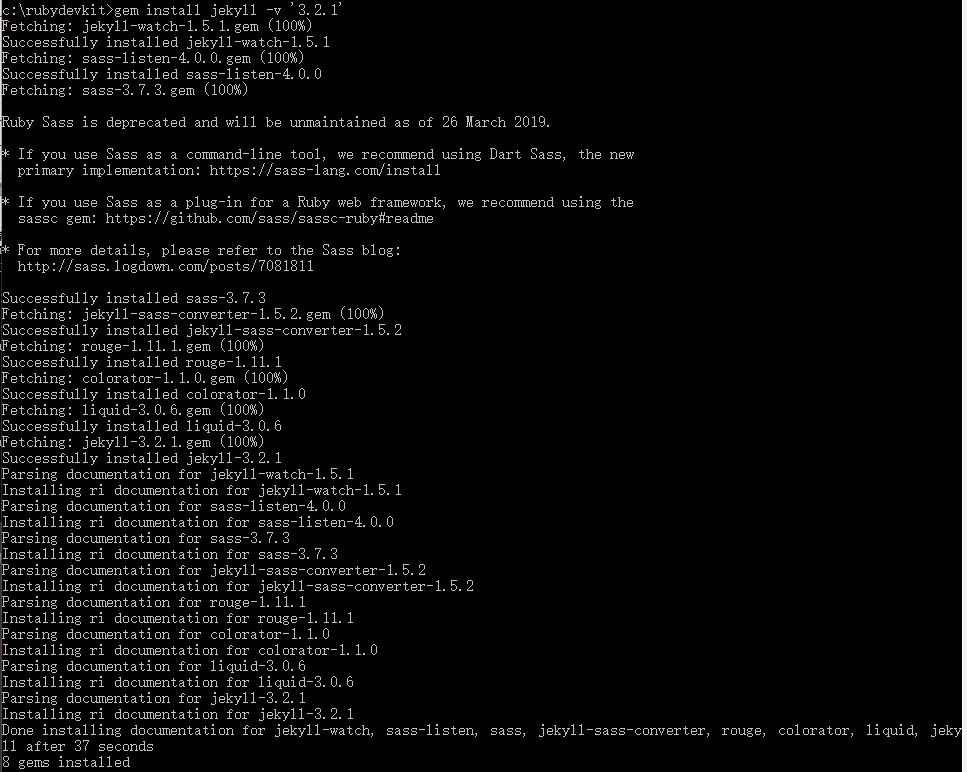 c:\rubydevkit>gem install jekyll -v '3.2.1'
Fetching: jekyll-watch-1.5.1.gem (100%)
Successfully installed jekyll-watch-1.5.1
Fetching: sass-listen-4.0.0.gem (100%)
Successfully installed sass-listen-4.0.0
Fetching: sass-3.7.3.gem (100%)
Ruby Sass is deprecated and will be unmaintained as of 26 March 2019.
* If you use Sass as a command-line tool, we recommend using Dart Sass, the new
primary implementation: https://sass-lang.com/install
* If you use Sass as a plug-in for a Ruby web framework, we recommend using the
sassc gem: https://github.com/sass/sassc-ruby#readme
* For more details, please refer to the Sass blog:
http://sass.logdown.com/posts/7081811
Successfully installed sass-3.7.3
Fetching: jekyll-sass-converter-1.5.2.gem (100%)
Successfully installed jekyll-sass-converter-1.5.2
Fetching: rouge-1.11.1.gem (100%)
Successfully installed rouge-1.11.1
Fetching: colorator-1.1.0.gem (100%)
Successfully installed colorator-1.1.0
Fetching: liquid-3.0.6.gem (100%)
Successfully installed liquid-3.0.6
Fetching: jekyll-3.2.1.gem (100%)
Successfully installed jekyll-3.2.1
Parsing documentation for jekyll-watch-1.5.1
Installing ri documentation for jekyll-watch-1.5.1
Parsing documentation for sass-listen-4.0.0
Installing ri documentation for sass-listen-4.0.0
Parsing documentation for sass-3.7.3
Installing ri documentation for sass-3.7.3
Parsing documentation for jekyll-sass-converter-1.5.2
Installing ri documentation for jekyll-sass-converter-1.5.2
Parsing documentation for rouge-1.11.1
Installing ri documentation for rouge-1.11.1
Parsing documentation for colorator-1.1.0
Installing ri documentation for colorator-1.1.0
Parsing documentation for liquid-3.0.6
Installing ri documentation for liquid-3.0.6
Parsing documentation for jekyll-3.2.1
Installing ri documentation for jekyll-3.2.1
Done installing documentation for jekyll-watch, sass-listen, sass, jekyll-sass-converter, rouge, colorator, liquid, jeky
ll after 37 seconds
8 gems installed